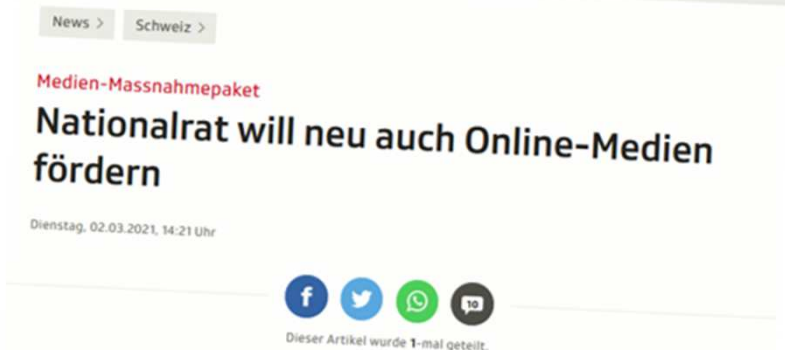 News >
Schweiz >
Medien-Massnahmepaket
Nationalrat will neu auch Online-Medien
fördern
Dienstag, 02.03.2021, 14:21 Uhr
f
10
Dieser Artikel wurde 1-mal geteilt.